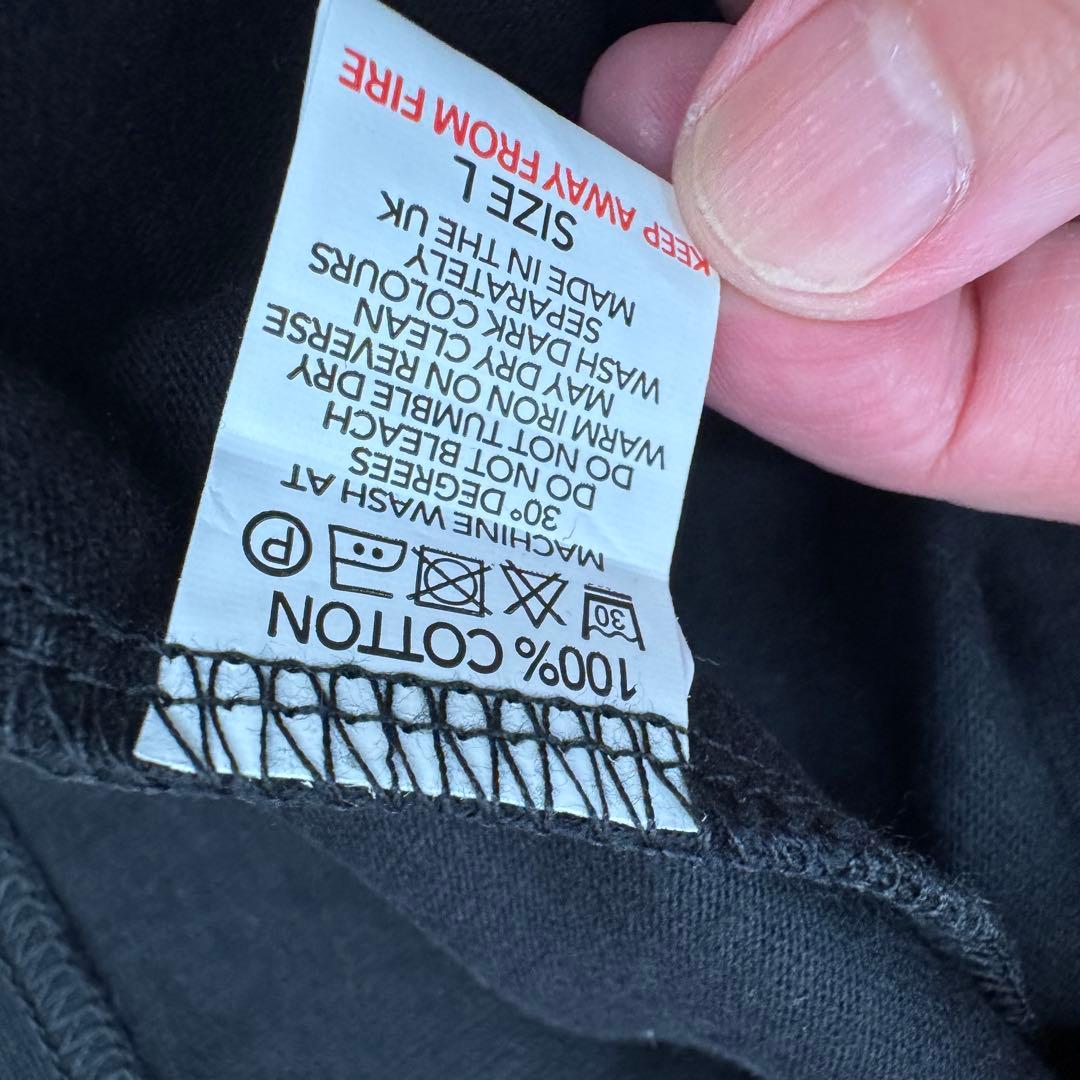 100% COTTON
30 P
MACHINE WASH AT
30° DEGREES
DO NOT BLEACH
DO NOT TUMBLE DRY
WARM IRON ON REVERSE
MAY DRY CLEAN
WASH DARK COLOURS
SEPARATELY
MADE IN THE UK
SIZE L
KEEP AWAY FROM FIRE